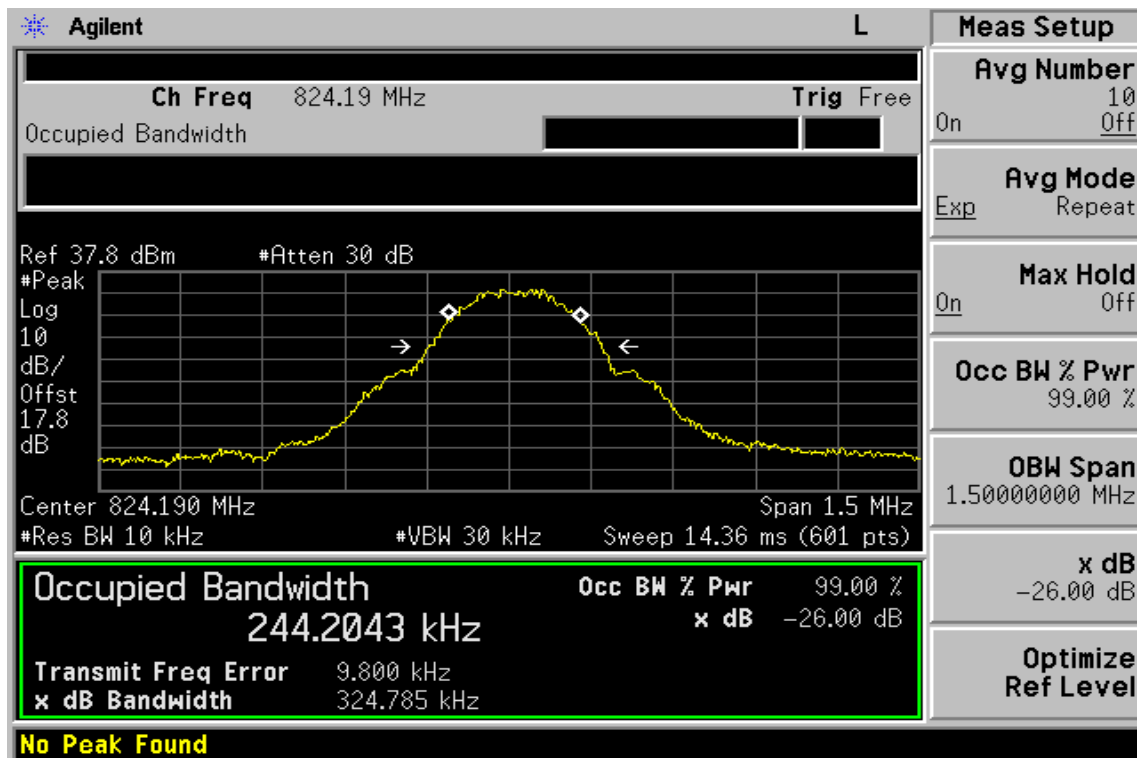 Agilent L
Ch Freq 824.19 MHz Trig Free
Occupied Bandwidth
Ref 37.8 dBm #Atten 30 dB
#Peak
Log
10
dB/
Offst
17.8
dB
Center 824.190 MHz Span 1.5 MHz
#Res BW 10 kHz #VBW 30 kHz Sweep 14.36 ms (601 pts)
Occupied Bandwidth Occ BW % Pwr 99.00 %
244.2043 kHz x dB -26.00 dB
Transmit Freq Error 9.800 kHz
x dB Bandwidth 324.785 kHz
No Peak Found
Meas Setup
Avg Number
10
On Off
Avg Mode
Exp Repeat
Max Hold
On Off
Occ BW % Pwr
99.00 %
OBW Span
1.50000000 MHz
x dB
-26.00 dB
Optimize
Ref Level